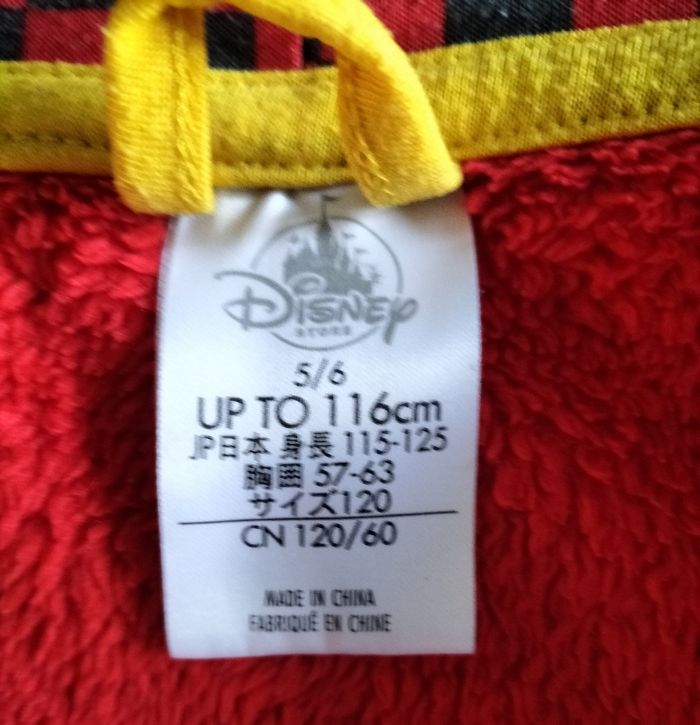 Disney
STORE
5/6
UP TO 116cm
JP日本 身長 115-125
胸囲 57-63
サイズ120
CN 120/60
MADE IN CHINA
FABRIQUÉ EN CHINE